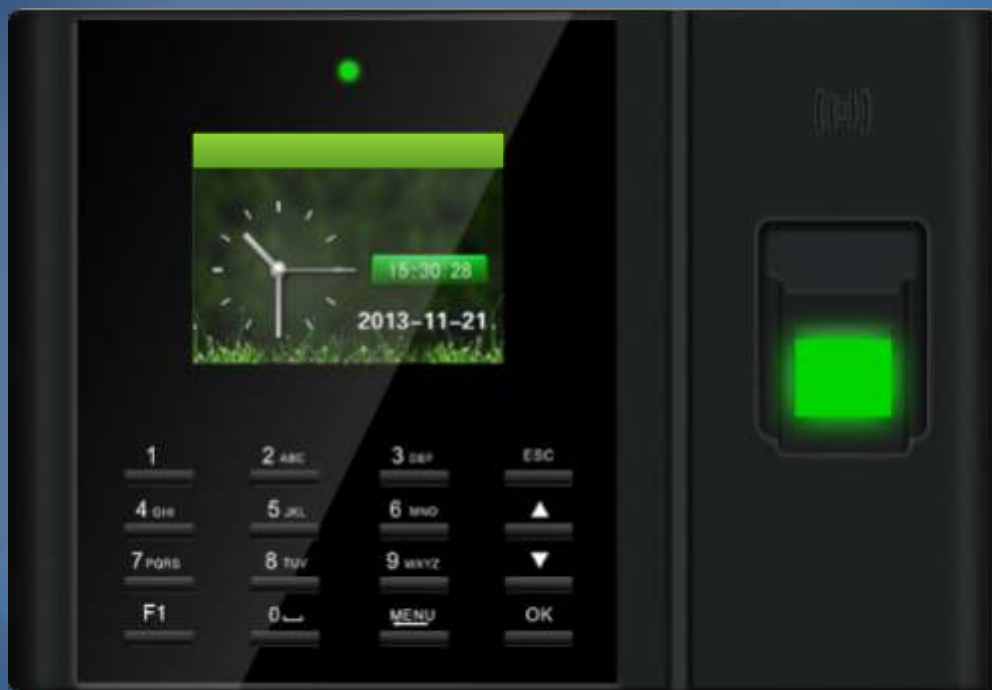 15:30 28
2013-11-21
1
2 ABC
3 DEF
ESC
4 GHI
5 JKL
6 MNO
▲
7 PQRS
8 TUV
9 WXYZ
▼
F1
0
MENU
OK